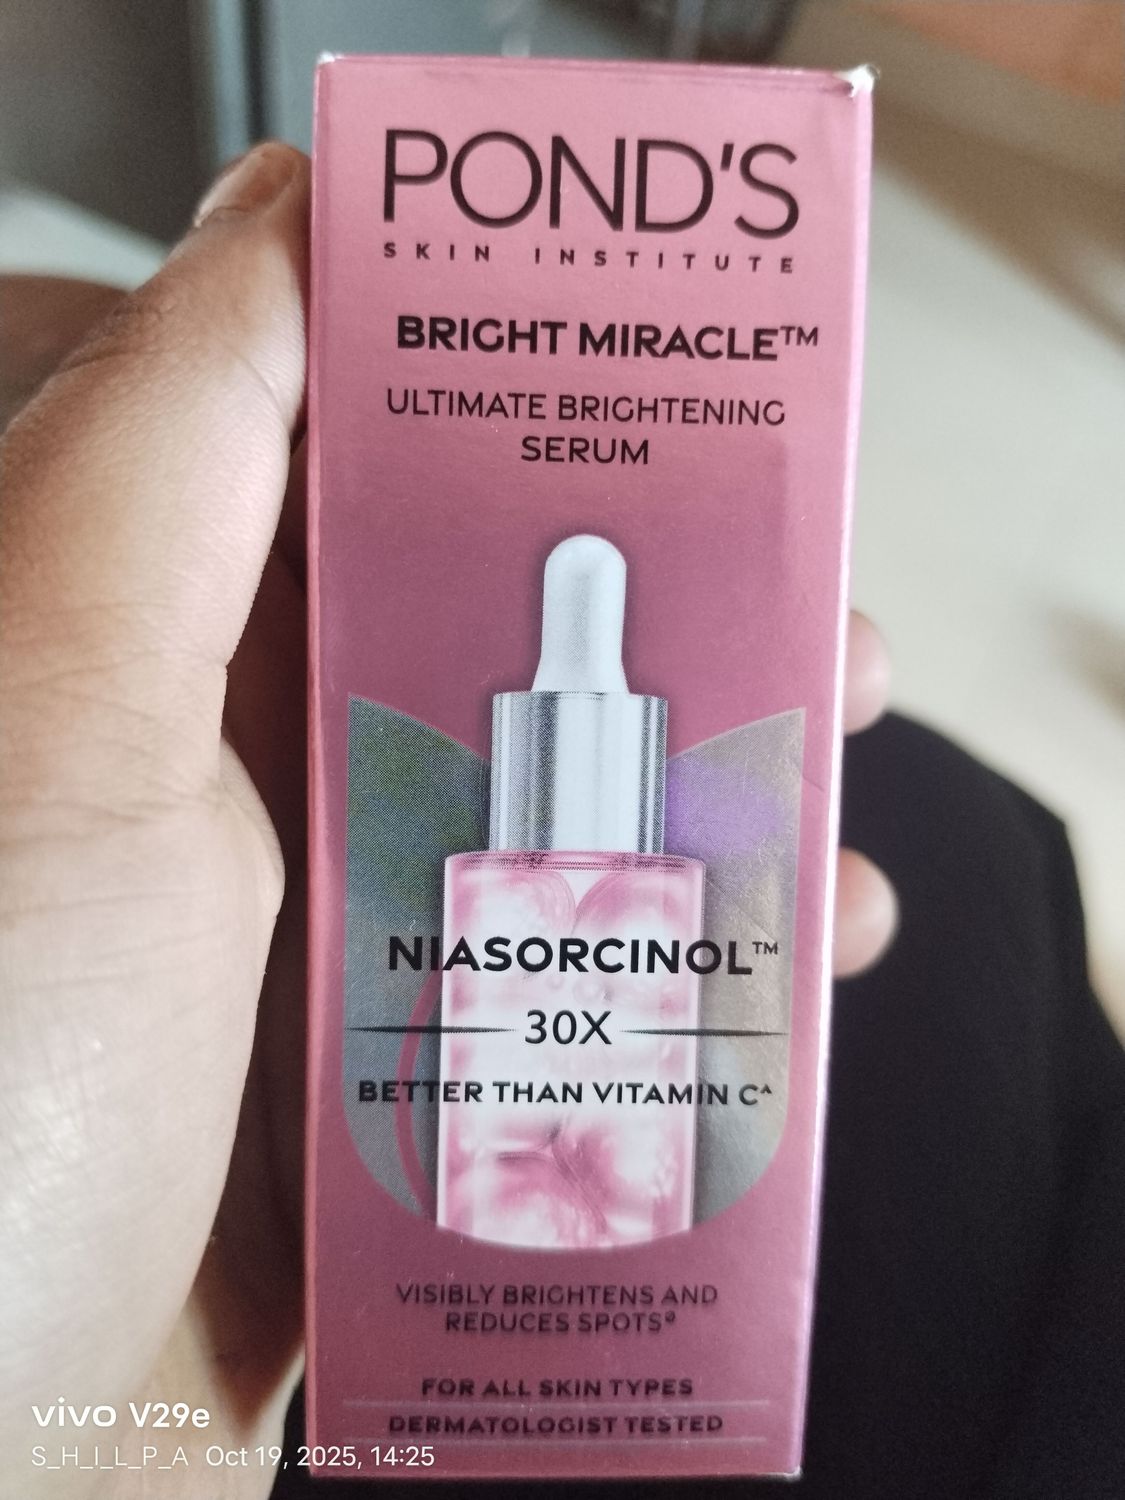 POND'S
SKIN INSTITUTE
BRIGHT MIRACLE™
ULTIMATE BRIGHTENING
SERUM
NIASORCINOL™
30X
BETTER THAN VITAMIN C^
VISIBLY BRIGHTENS AND
REDUCES SPOTS@
FOR ALL SKIN TYPES
DERMATOLOGIST TESTED
vivo V29e
S_H_I_L_P_A Oct 19, 2025, 14:25